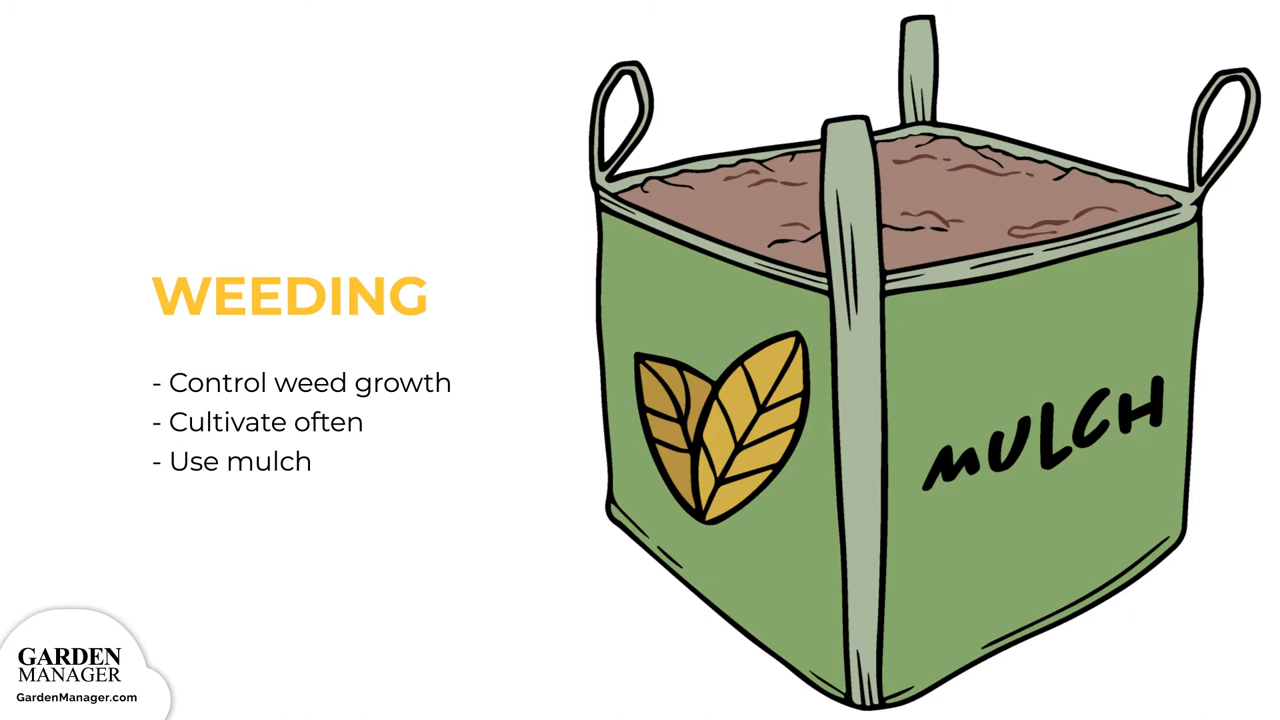 WEEDING
- Control weed growth
- Cultivate often
- Use mulch
MULCH
GARDEN
MANAGER
GardenManager.com